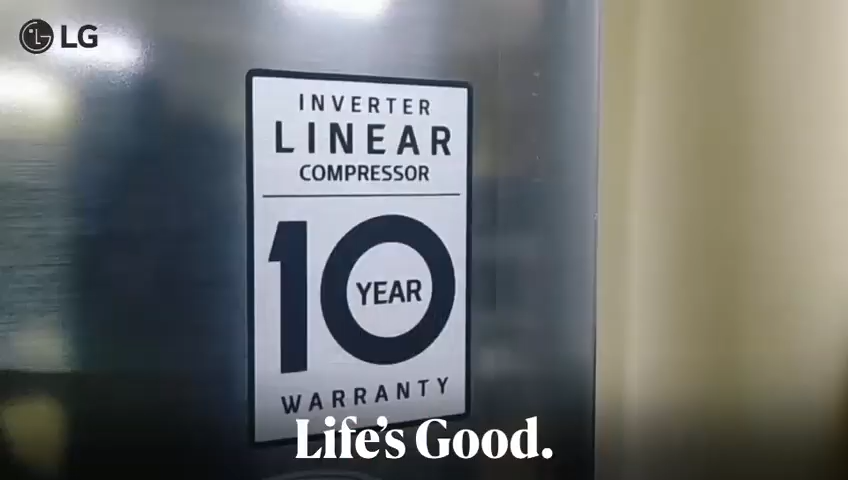 LG
INVERTER
LINEAR
COMPRESSOR
10
YEAR
WARRANTY
Life's Good.